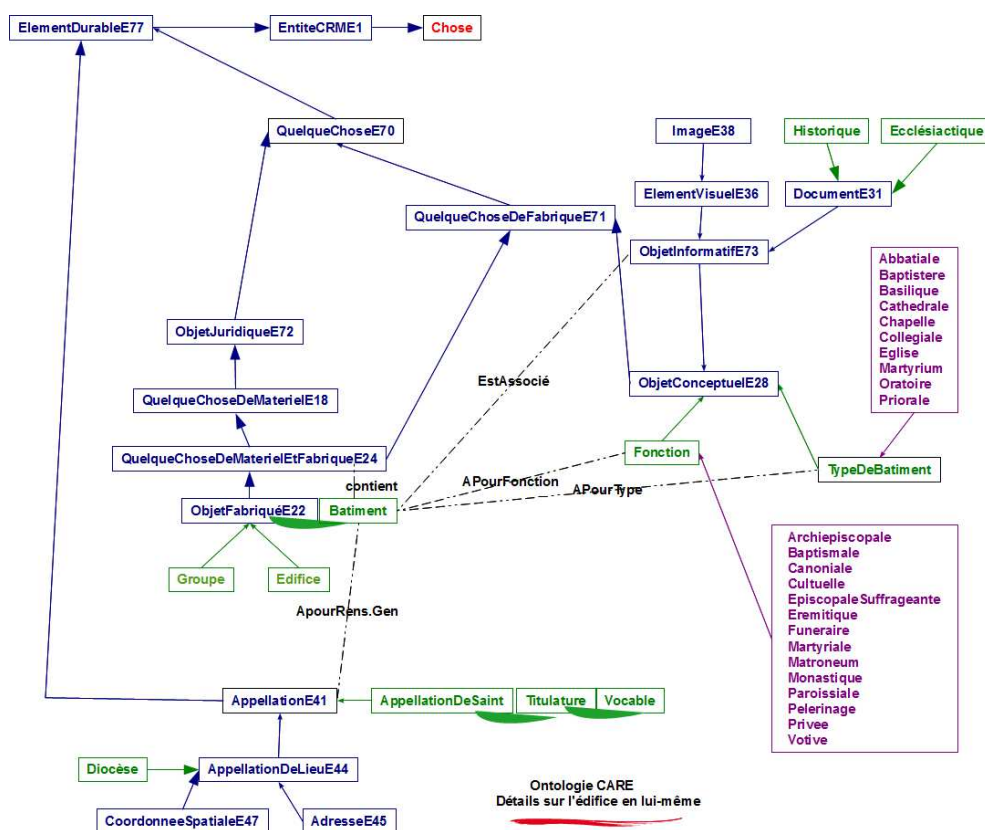 ElementDurableE77
EntiteCRME1
Chose
QuelqueChoseE70
ImageE38
Historique
Ecclésiactique
ElementVisuelE36
DocumentE31
QuelqueChoseDeFabriqueE71
ObjetInformatifE73
Abbatiale
Baptistere
Basilique
Cathedrale
Chapelle
Collegiale
Eglise
Martyrium
Oratoire
Priorale
ObjetJuridiqueE72
EstAssocié
ObjetConceptuelE28
QuelqueChoseDeMaterielE18
QuelqueChoseDeMaterielEtFabriqueE24
Fonction
TypeDeBatiment
contient
APourFonction
APourType
ObjetFabriquéE22
Batiment
Archiepiscopale
Baptismale
Canoniale
Cultuelle
EpiscopaleSuffrageante
Eremitique
Funeraire
Martyriale
Matroneum
Monastique
Paroissiale
Pelerinage
Privee
Votive
Groupe
Edifice
ApourRens.Gen
AppellationE41
AppellationDeSaint
Titulature
Vocable
Diocèse
AppellationDeLieuE44
CoordonneeSpatialeE47
AdresseE45
Ontologie CARE
Détails sur l'édifice en lui-même